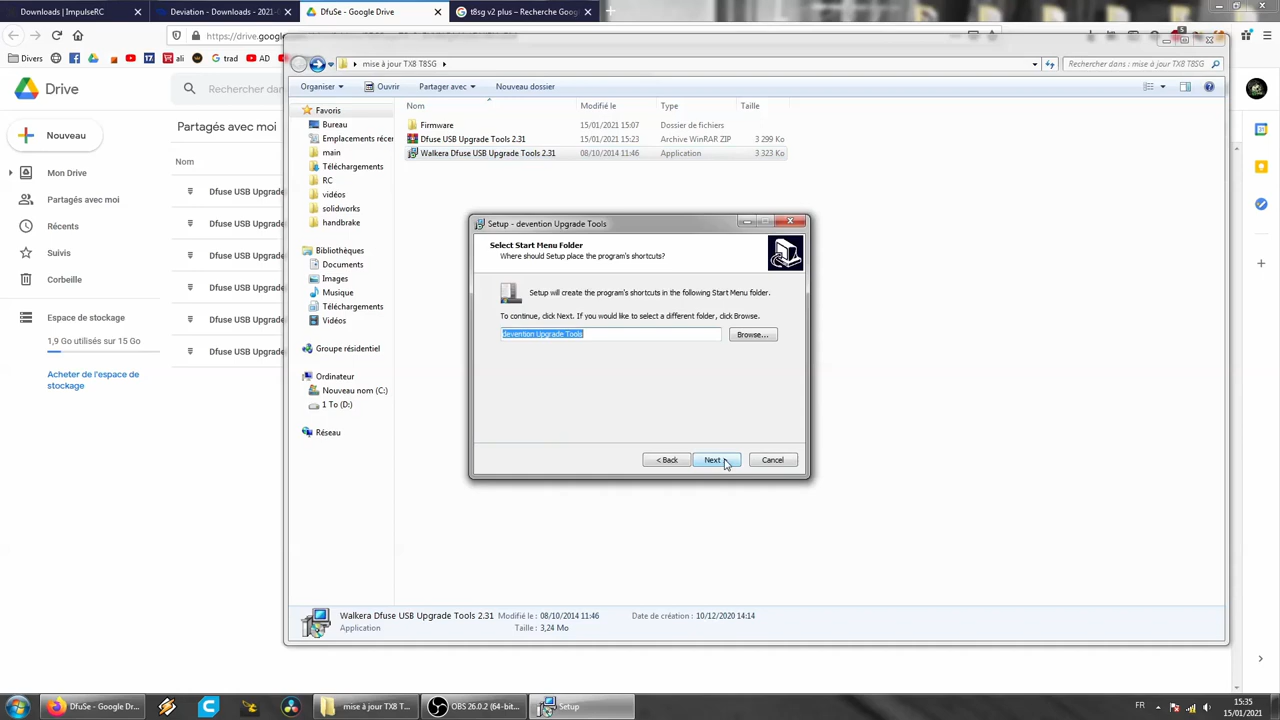 Downloads | ImpulseRC
Deviation - Downloads - 2021-
DfuSe - Google Drive
t8sg v2 plus – Recherche Goog
https://drive.goog
Divers
ali
trad
AD
Drive
Rechercher dan
Nouveau
Mon Drive
Partagés avec moi
Récents
Suivis
Corbeille
Espace de stockage
1,9 Go utilisés sur 15 Go
Acheter de l'espace de
stockage
Partagés avec moi
Nom
Dfuse USB Upgrade
Dfuse USB Upgrade
Dfuse USB Upgrade
Dfuse USB Upgrade
Dfuse USB Upgrade
Dfuse USB Upgrade
mise à jour TX8 T8SG
Rechercher dans : mise à jour TX8 T8SG
Organiser
Ouvrir
Partager avec
Nouveau dossier
Nom
Modifié le
Type
Taille
Firmware
15/01/2021 15:07
Dossier de fichiers
Dfuse USB Upgrade Tools 2.31
15/01/2021 15:23
Archive WinRAR ZIP
3 299 Ko
Walkera Dfuse USB Upgrade Tools 2.31
08/10/2014 11:46
Application
3 323 Ko
Favoris
Bureau
Emplacements récer
main
Téléchargements
RC
vidéos
solidworks
handbrake
Bibliothèques
Documents
Images
Musique
Téléchargements
Vidéos
Groupe résidentiel
Ordinateur
Nouveau nom (C:)
1 To (D:)
Réseau
Setup - devention Upgrade Tools
Select Start Menu Folder
Where should Setup place the program's shortcuts?
Setup will create the program's shortcuts in the following Start Menu folder.
To continue, click Next. If you would like to select a different folder, click Browse.
devention Upgrade Tools
Browse...
< Back
Next
Cancel
Walkera Dfuse USB Upgrade Tools 2.31
Modifié le : 08/10/2014 11:46
Date de création : 10/12/2020 14:14
Application
Taille : 3,24 Mo
DfuSe - Google Dr...
mise à jour TX8 T...
OBS 26.0.2 (64-bit...
Setup
FR
15:35
15/01/2021